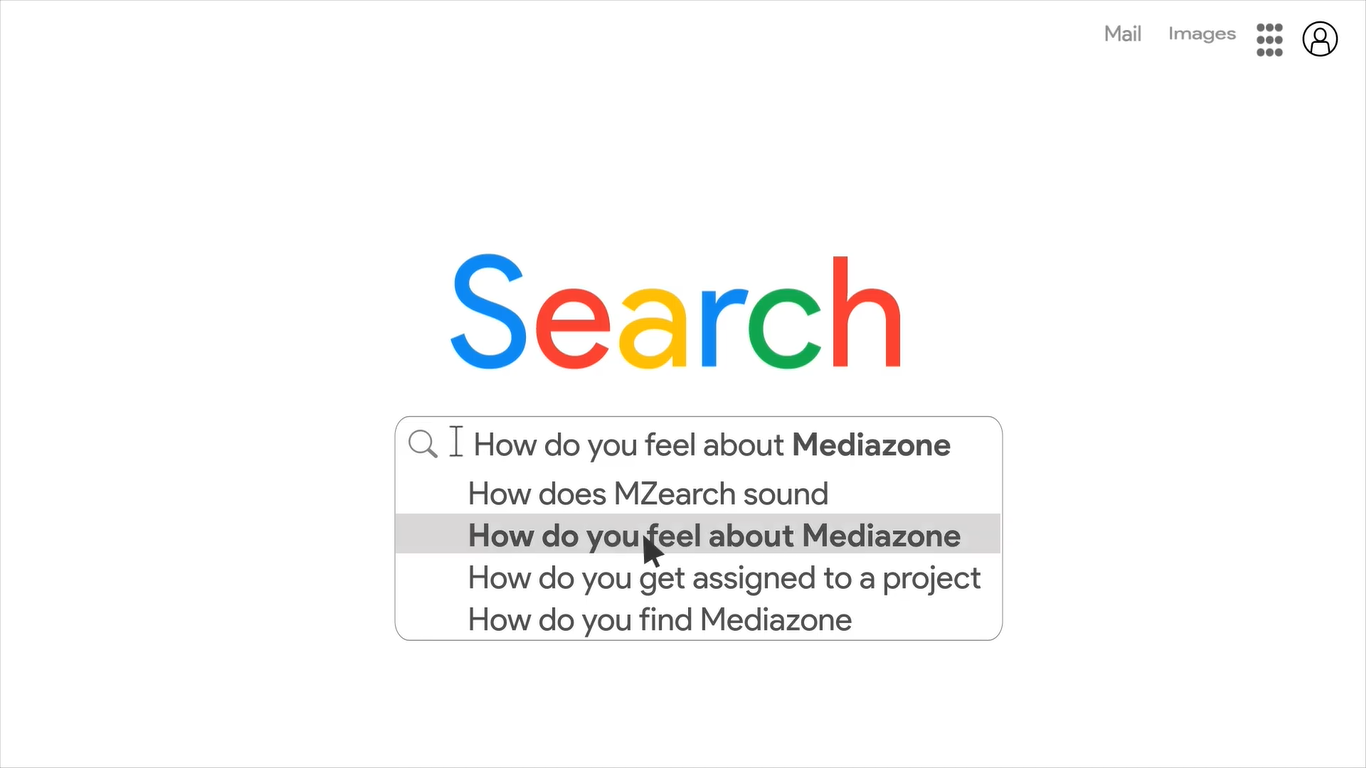 Mail Images
Search
How do you feel about Mediazone
How does MZearch sound
How do you feel about Mediazone
How do you get assigned to a project
How do you find Mediazone